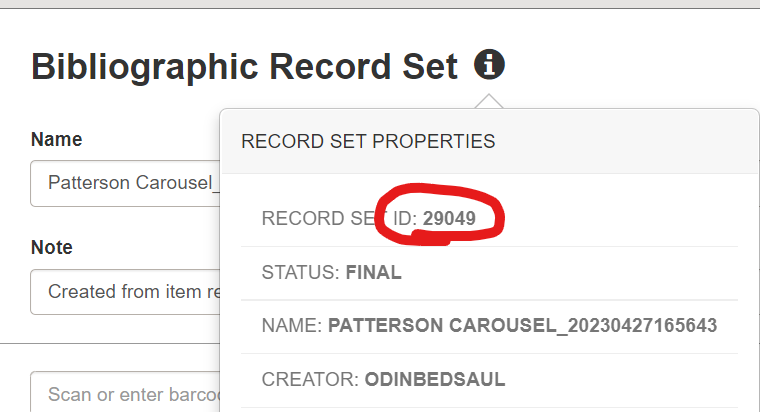 Bibliographic Record Set
RECORD SET PROPERTIES
Name
Patterson Carousel_
RECORD SET ID: 29049
Note
STATUS: FINAL
Created from item re
NAME: PATTERSON CAROUSEL_20230427165643
CREATOR: ODINBEDSAUL
Scan or enter barco